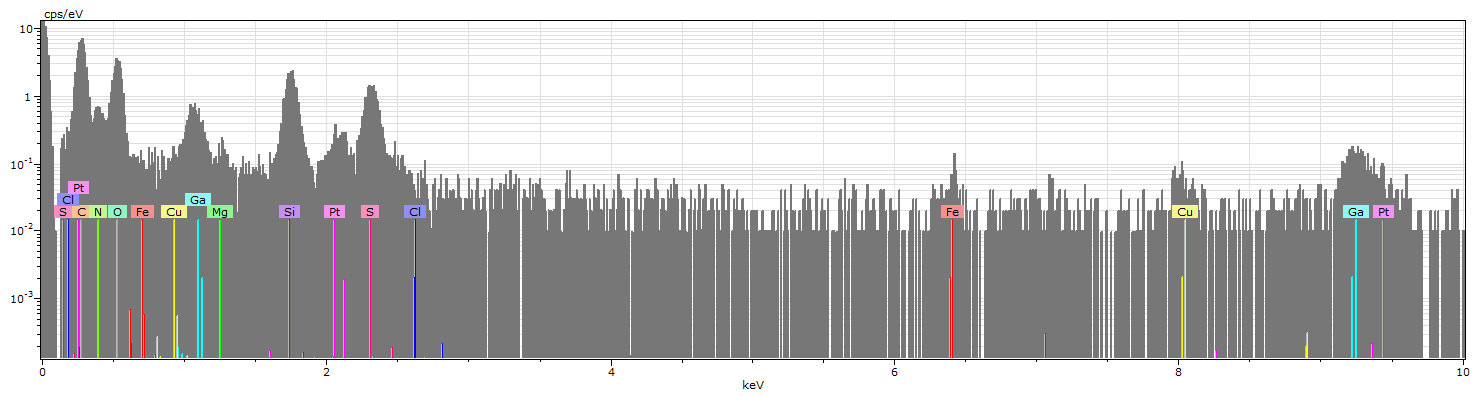 cps/eV
10
1
10-1
10-2
10-3
Pt
Cl
Ga
S C N O Fe Cu Mg Si Pt S Cl Fe Cu Ga Pt
0 2 4 6 8 10
keV